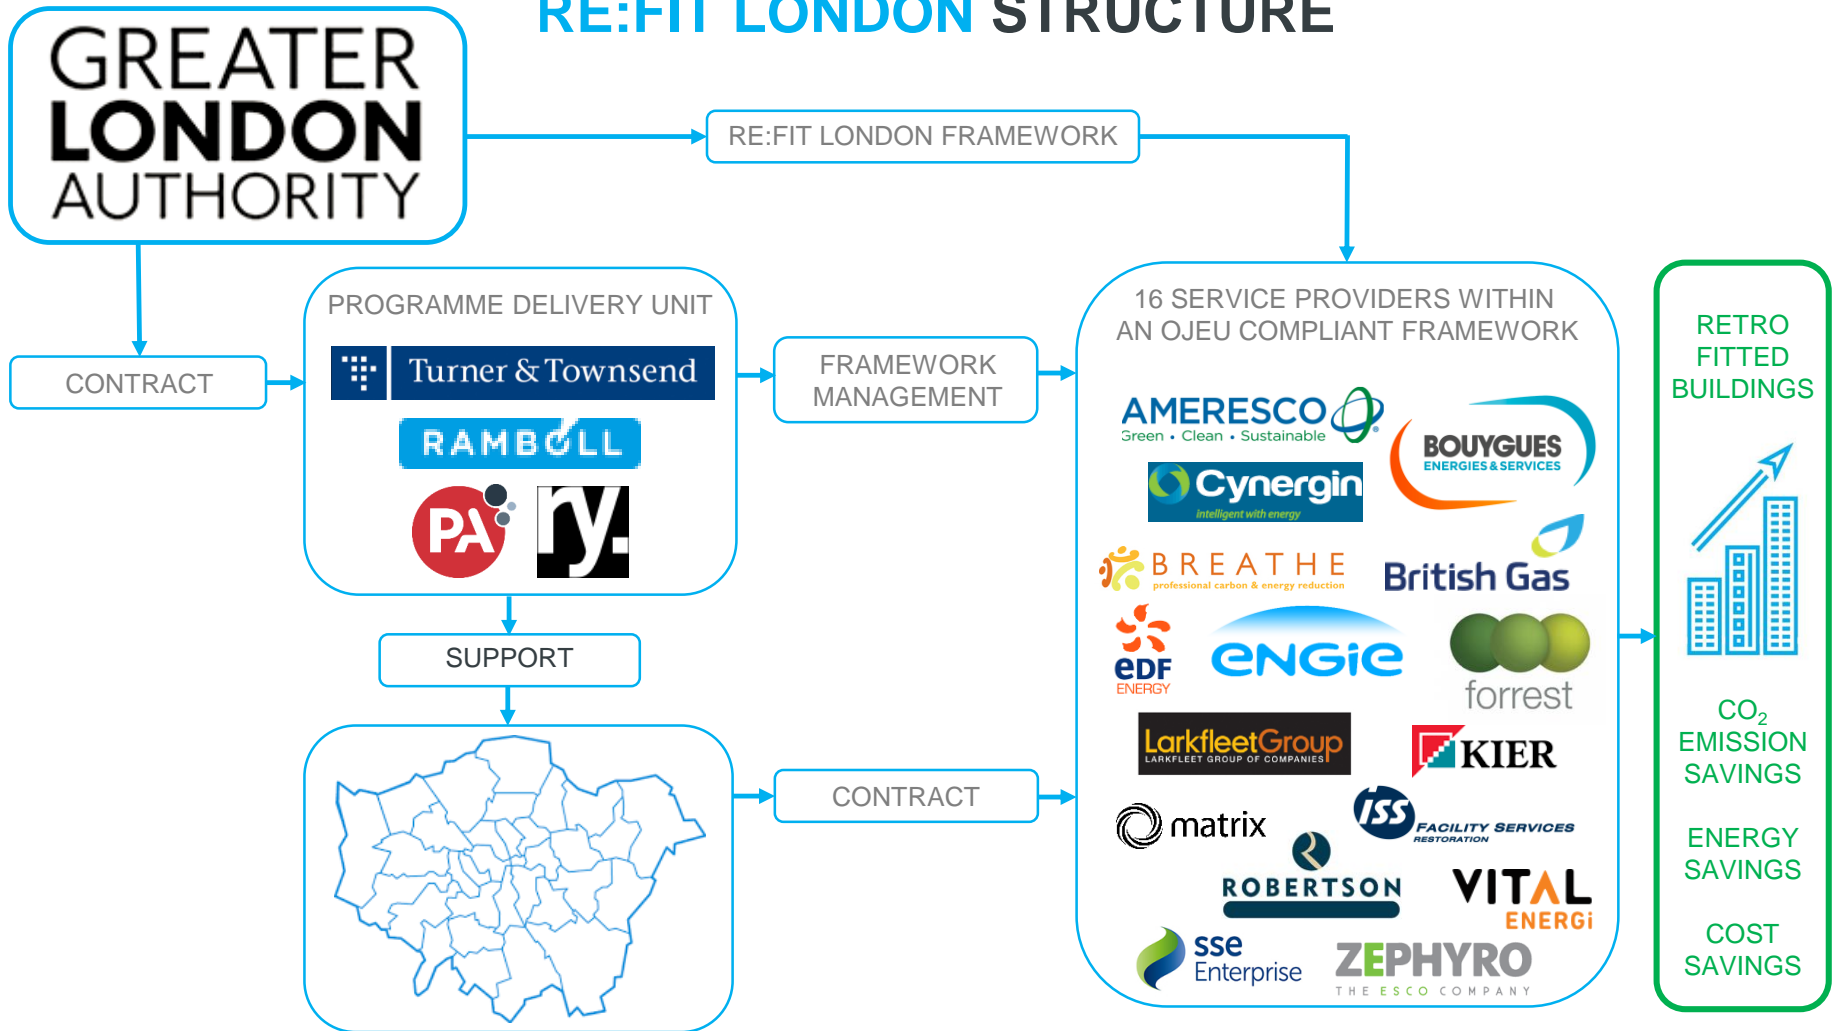 RE:FIT LONDON STRUCTURE
GREATER
LONDON
AUTHORITY
RE:FIT LONDON FRAMEWORK
CONTRACT
PROGRAMME DELIVERY UNIT
Turner & Townsend
RAMBOLL
PA
ry.
FRAMEWORK
MANAGEMENT
SUPPORT
CONTRACT
16 SERVICE PROVIDERS WITHIN
AN OJEU COMPLIANT FRAMEWORK
AMERESCO
Green • Clean • Sustainable
BOUYGUES
ENERGIES & SERVICES
Cynergin
intelligent with energy
BREATHE
professional carbon & energy reduction
British Gas
eDF
ENERGY
eNGie
forrest
LarkfleetGroup
LARKFLEET GROUP OF COMPANIES
KIER
matrix
ISS
FACILITY SERVICES
RESTORATION
R
ROBERTSON
VITAL
ENERGi
sse
Enterprise
ZEPHYRO
THE ESCO COMPANY
RETRO
FITTED
BUILDINGS
CO₂
EMISSION
SAVINGS
ENERGY
SAVINGS
COST
SAVINGS